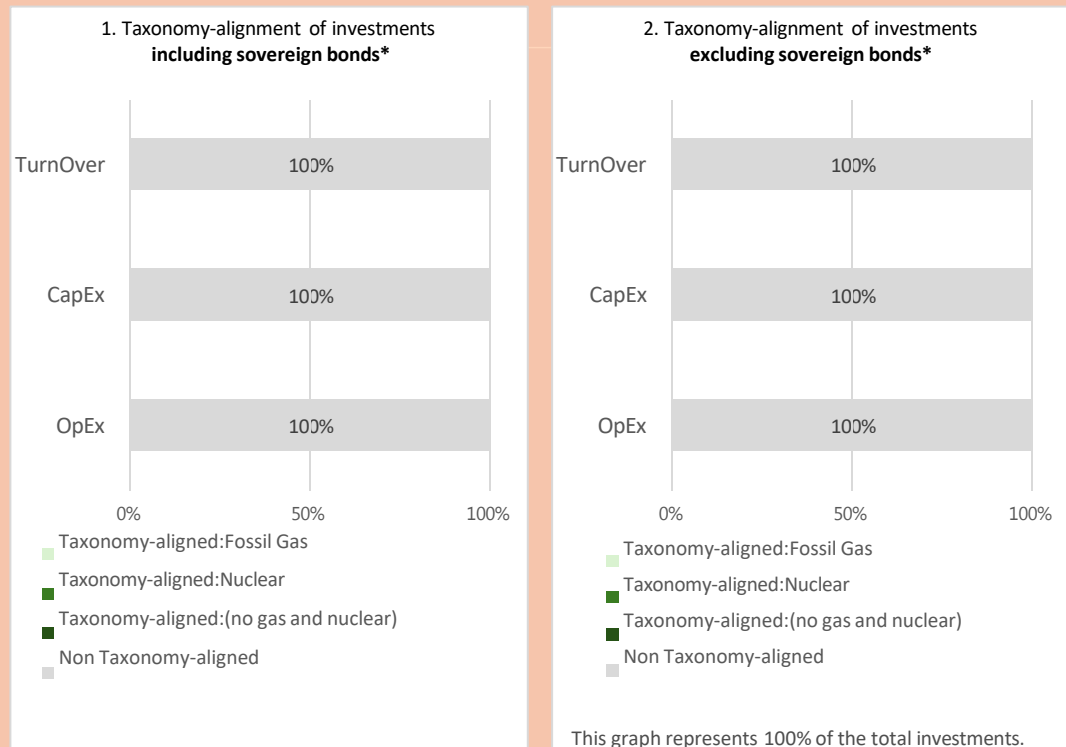 1. Taxonomy-alignment of investments
including sovereign bonds*
TurnOver
100%
CapEx
100%
OpEx
100%
0% 50% 100%
Taxonomy-aligned:Fossil Gas
Taxonomy-aligned:Nuclear
Taxonomy-aligned:(no gas and nuclear)
Non Taxonomy-aligned
2. Taxonomy-alignment of investments
excluding sovereign bonds*
TurnOver
100%
CapEx
100%
OpEx
100%
0% 50% 100%
Taxonomy-aligned:Fossil Gas
Taxonomy-aligned:Nuclear
Taxonomy-aligned:(no gas and nuclear)
Non Taxonomy-aligned
This graph represents 100% of the total investments.